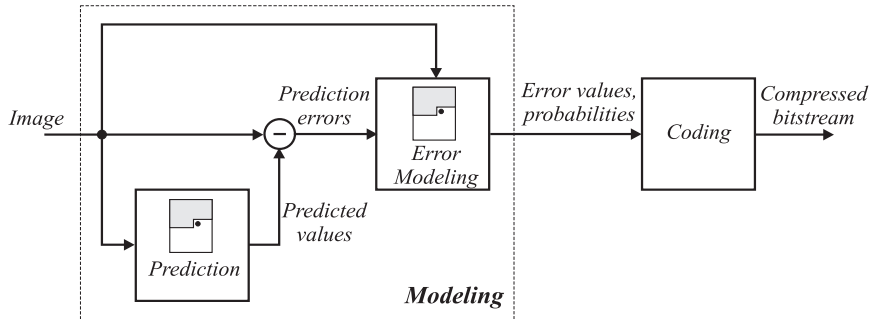 Image
Prediction
errors
Error
Modeling
Error values,
probabilities
Coding
Compressed
bitstream
Predicted
values
Prediction
Modeling